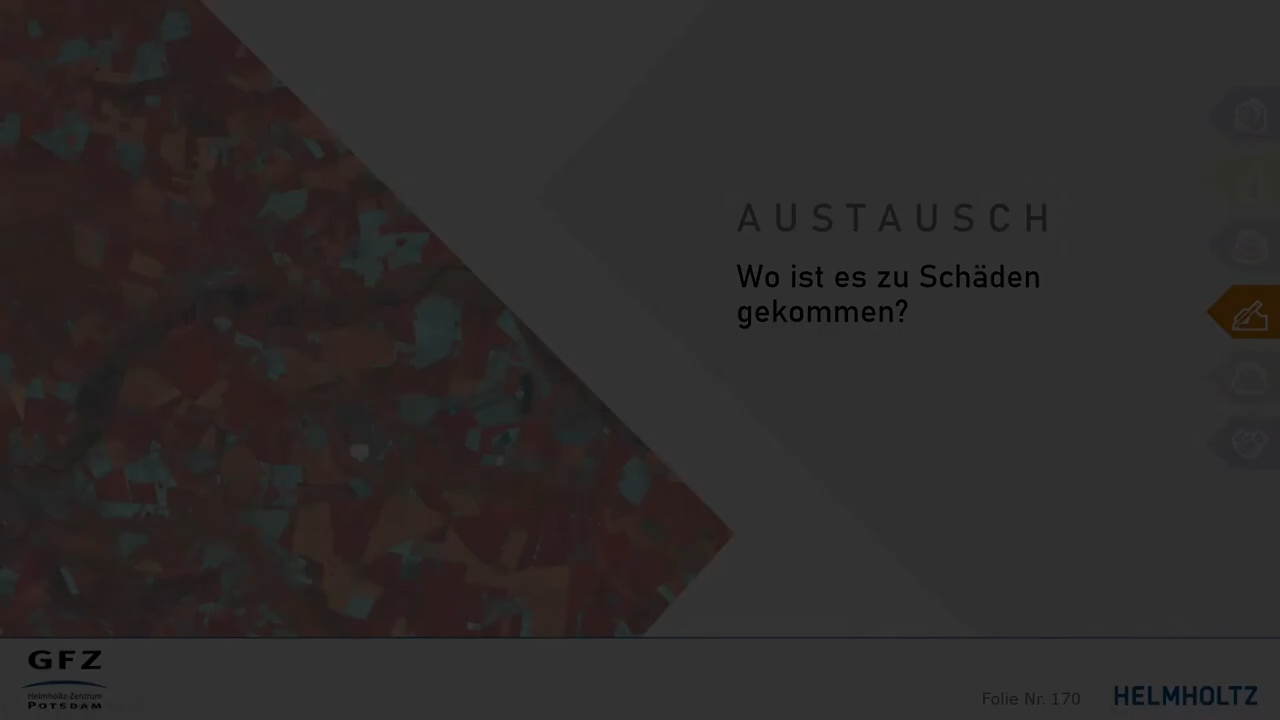 AUSTAUSCH
Wo ist es zu Schäden
gekommen?
GFZ
Helmholtz-Zentrum
POTSDAM
Folie Nr. 170
HELMHOLTZ